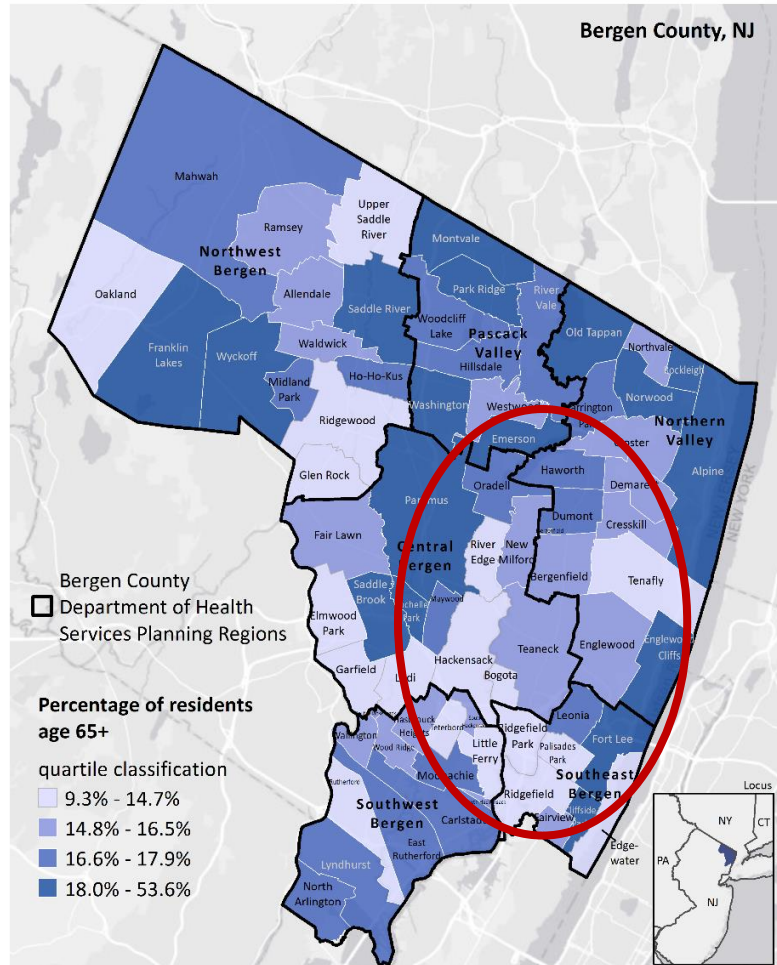 Bergen County, NJ
Mahwah
Upper
Saddle
River
Ramsey
Montvale
Northwest
Bergen
River
Vale
Park Ridge
Oakland
Allendale
Saddle River
Woodcliff
Lake
Old Tappan
Pascack
Valley
Waldwick
Northvale
Franklin
Lakes
Wyckoff
Hillsdale
Midland
Park
Ho-Ho-Kus
Norwood
Washington
Ridgewood
Northern
Valley
Emerson
Glen Rock
Haworth
Alpine
Oradell
Demarest
NEW JERSEY
NEW YORK
Dumont
Cresskill
Fair Lawn
Central
Bergen
River
Edge
New
Milford
Bergenfield
Tenafly
Bergen County
Department of Health
Services Planning Regions
Saddle
Brook
Maywood
Park
Elmwood
Park
Teaneck
Englewood
Englewood
Cliffs
Hackensack
Garfield
Bogota
Percentage of residents
age 65+
quartile classification
9.3% - 14.7%
14.8% - 16.5%
16.6% - 17.9%
18.0% - 53.6%
Leonia
Heights
Teterboro
Ridgefield
Park
Fort Lee
Wood Ridge
Little
Ferry
Palisades
Park
Moonachie
Southeast
Bergen
Rutherford
Southwest
Bergen
Ridgefield
Carlstadt
Fairview
Cliffside
East
Rutherford
Edge-
water
Lyndhurst
North
Arlington
Locus
NY
CT
PA
NJ